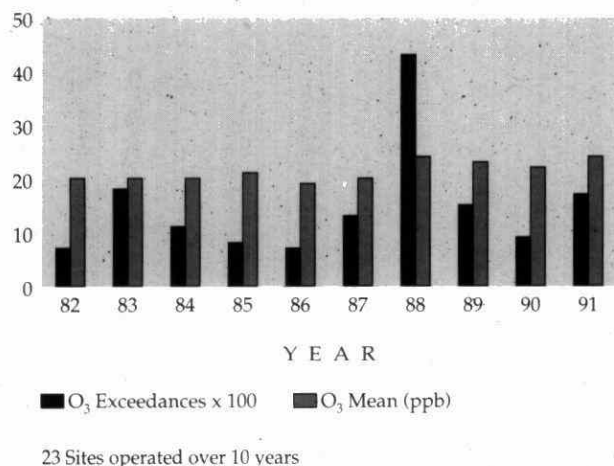 50
40
30
20
10
0
82 83 84 85 86 87 88 89 90 91
Y E A R
O₃ Exceedances x 100 O₃ Mean (ppb)
23 Sites operated over 10 years